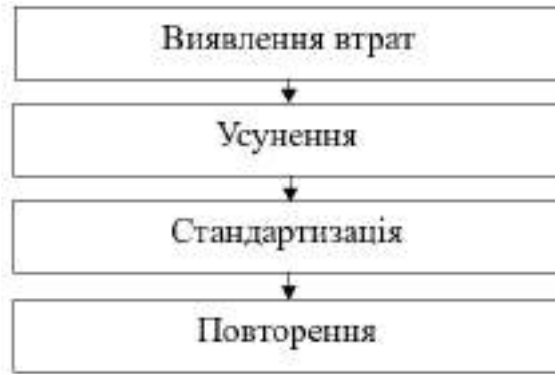 Виявлення втрат
Усунення
Стандартизація
Повторення